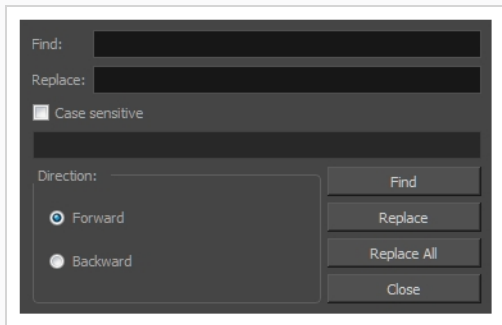 Find:
Replace:
Case sensitive
Direction:
Forward
Backward
Find
Replace
Replace All
Close